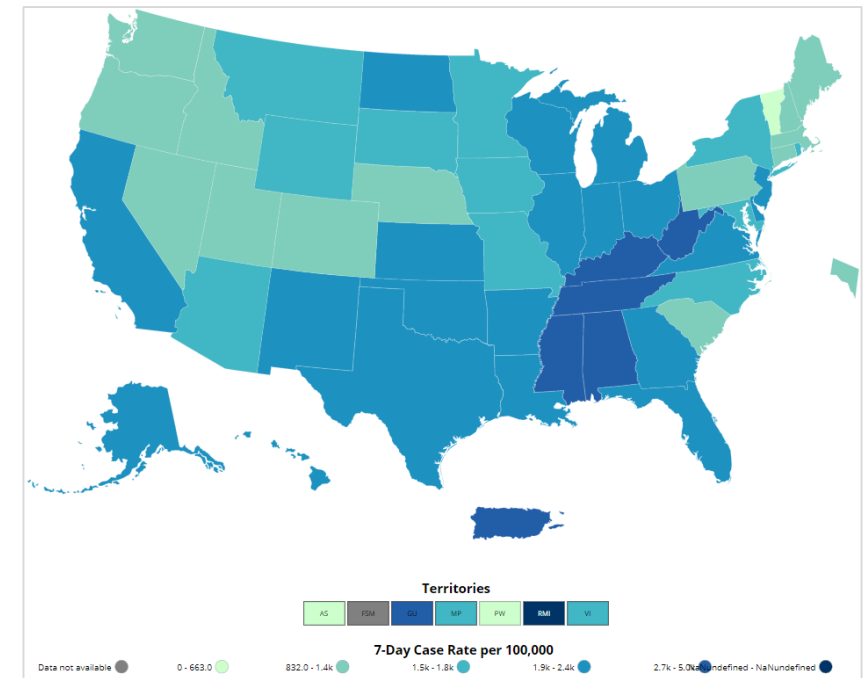 Territories
AS FSM GU MP PW RMI VI
7-Day Case Rate per 100,000
Data not available 0 - 663.0 832.0 - 1.4k 1.5k - 1.8k 1.9k - 2.4k 2.7k - 5.0k NaNundefined - NaNundefined